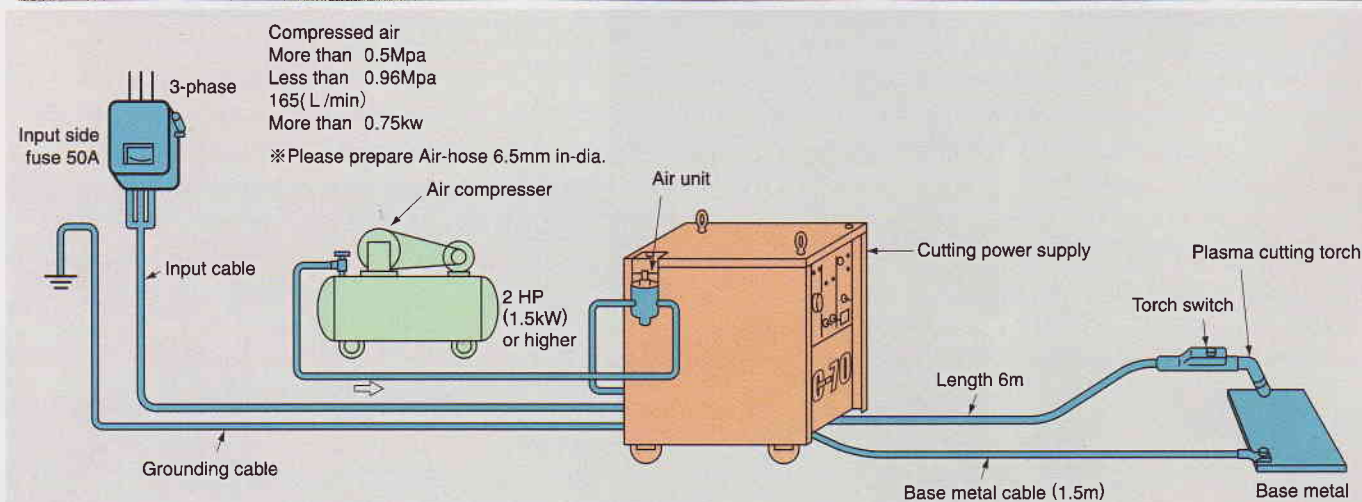 Compressed air
More than 0.5Mpa
Less than 0.96Mpa
165(L/min)
More than 0.75kw
※Please prepare Air-hose 6.5mm in-dia.
3-phase
Input side
fuse 50A
Air compresser
Air unit
Input cable
Cutting power supply
Plasma cutting torch
2 HP
(1.5kW)
or higher
Torch switch
C-70
Length 6m
Grounding cable
Base metal cable (1.5m)
Base metal